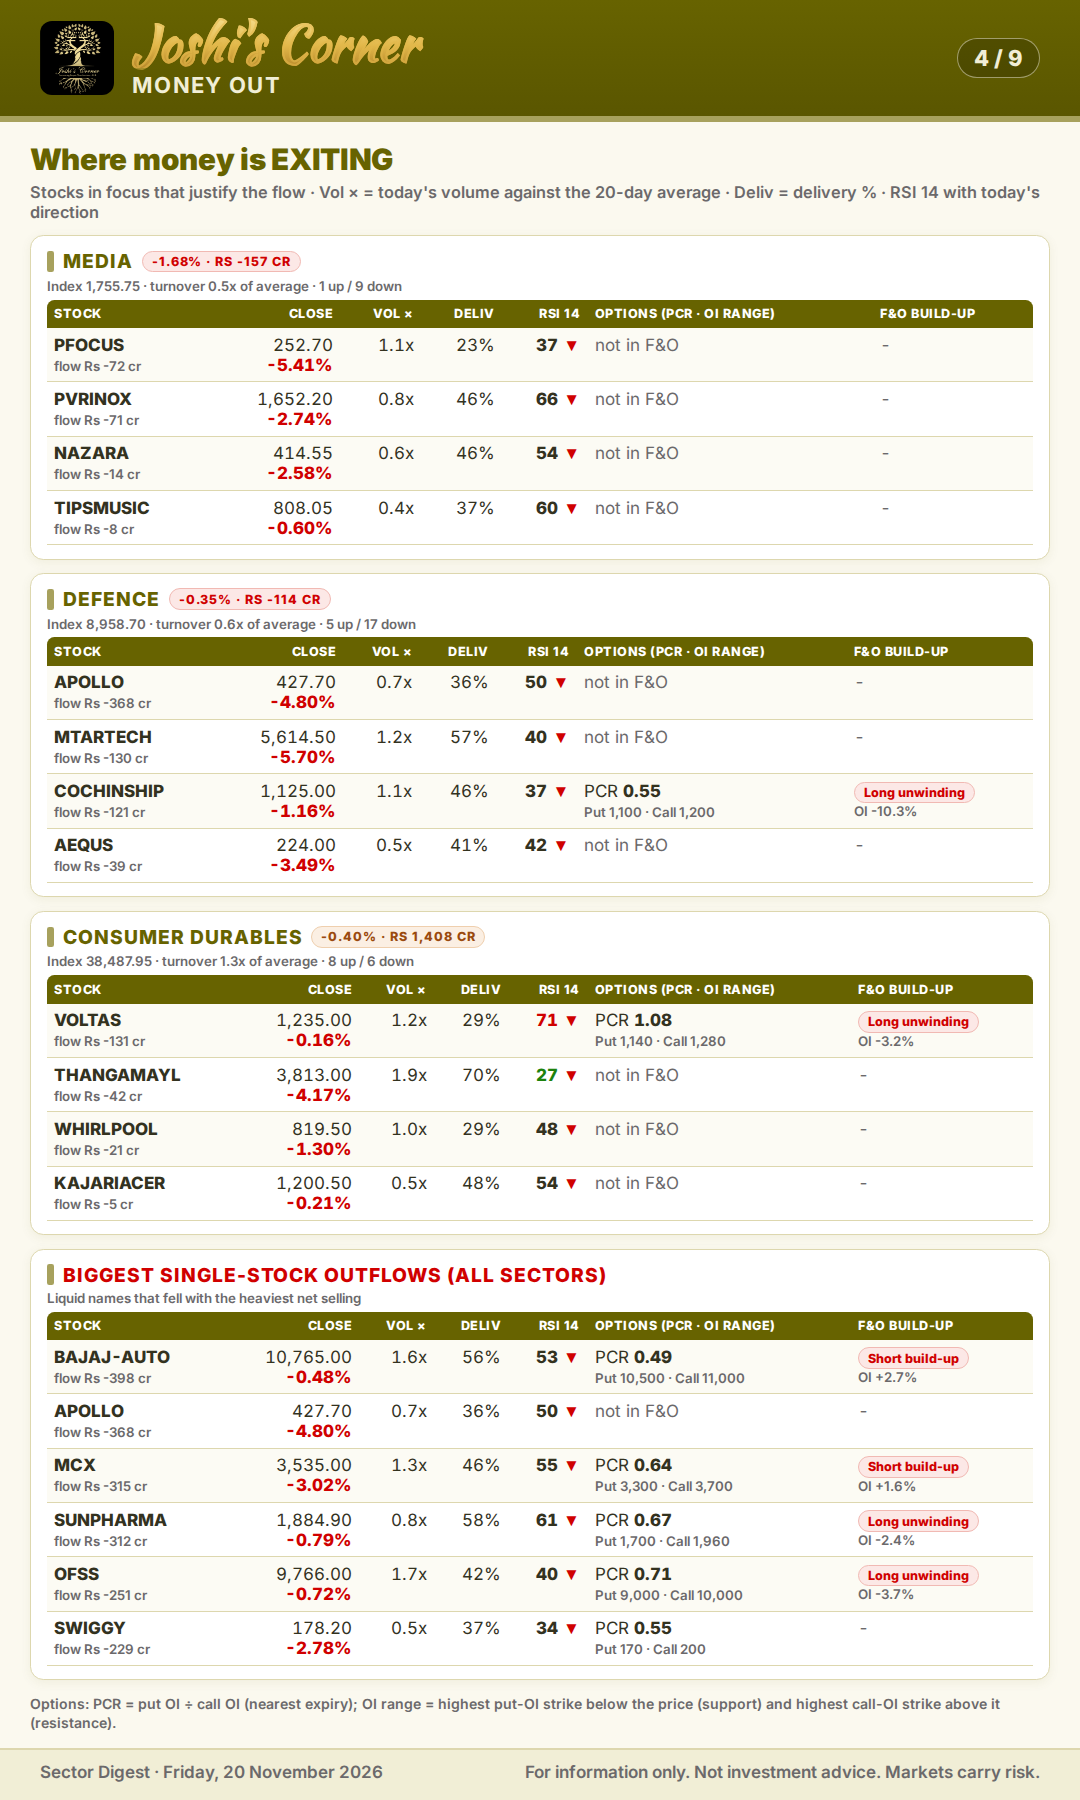 Joshi's Corner
Joshi's Corner
MONEY OUT
4 / 9
Where money is EXITING
Stocks in focus that justify the flow · Vol × = today's volume against the 20-day average · Deliv = delivery % · RSI 14 with today's
direction
MEDIA -1.68% · RS -157 CR
Index 1,755.75 · turnover 0.5x of average · 1 up / 9 down
STOCK CLOSE VOL × DELIV RSI 14 OPTIONS (PCR · OI RANGE) F&O BUILD-UP
PFOCUS 252.70 1.1x 23% 37 ▼ not in F&O -
flow Rs -72 cr -5.41%
PVRINOX 1,652.20 0.8x 46% 66 ▼ not in F&O -
flow Rs -71 cr -2.74%
NAZARA 414.55 0.6x 46% 54 ▼ not in F&O -
flow Rs -14 cr -2.58%
TIPSMUSIC 808.05 0.4x 37% 60 ▼ not in F&O -
flow Rs -8 cr -0.60%
DEFENCE -0.35% · RS -114 CR
Index 8,958.70 · turnover 0.6x of average · 5 up / 17 down
STOCK CLOSE VOL × DELIV RSI 14 OPTIONS (PCR · OI RANGE) F&O BUILD-UP
APOLLO 427.70 0.7x 36% 50 ▼ not in F&O -
flow Rs -368 cr -4.80%
MTARTECH 5,614.50 1.2x 57% 40 ▼ not in F&O -
flow Rs -130 cr -5.70%
COCHINSHIP 1,125.00 1.1x 46% 37 ▼ PCR 0.55 Long unwinding
flow Rs -121 cr -1.16% Put 1,100 · Call 1,200 OI -10.3%
AEQUS 224.00 0.5x 41% 42 ▼ not in F&O -
flow Rs -39 cr -3.49%
CONSUMER DURABLES -0.40% · RS 1,408 CR
Index 38,487.95 · turnover 1.3x of average · 8 up / 6 down
STOCK CLOSE VOL × DELIV RSI 14 OPTIONS (PCR · OI RANGE) F&O BUILD-UP
VOLTAS 1,235.00 1.2x 29% 71 ▼ PCR 1.08 Long unwinding
flow Rs -131 cr -0.16% Put 1,140 · Call 1,280 OI -3.2%
THANGAMAYL 3,813.00 1.9x 70% 27 ▼ not in F&O -
flow Rs -42 cr -4.17%
WHIRLPOOL 819.50 1.0x 29% 48 ▼ not in F&O -
flow Rs -21 cr -1.30%
KAJARIACER 1,200.50 0.5x 48% 54 ▼ not in F&O -
flow Rs -5 cr -0.21%
BIGGEST SINGLE-STOCK OUTFLOWS (ALL SECTORS)
Liquid names that fell with the heaviest net selling
STOCK CLOSE VOL × DELIV RSI 14 OPTIONS (PCR · OI RANGE) F&O BUILD-UP
BAJAJ-AUTO 10,765.00 1.6x 56% 53 ▼ PCR 0.49 Short build-up
flow Rs -398 cr -0.48% Put 10,500 · Call 11,000 OI +2.7%
APOLLO 427.70 0.7x 36% 50 ▼ not in F&O -
flow Rs -368 cr -4.80%
MCX 3,535.00 1.3x 46% 55 ▼ PCR 0.64 Short build-up
flow Rs -315 cr -3.02% Put 3,300 · Call 3,700 OI +1.6%
SUNPHARMA 1,884.90 0.8x 58% 61 ▼ PCR 0.67 Long unwinding
flow Rs -312 cr -0.79% Put 1,700 · Call 1,960 OI -2.4%
OFSS 9,766.00 1.7x 42% 40 ▼ PCR 0.71 Long unwinding
flow Rs -251 cr -0.72% Put 9,000 · Call 10,000 OI -3.7%
SWIGGY 178.20 0.5x 37% 34 ▼ PCR 0.55 -
flow Rs -229 cr -2.78% Put 170 · Call 200
Options: PCR = put OI ÷ call OI (nearest expiry); OI range = highest put-OI strike below the price (support) and highest call-OI strike above it
(resistance).
Sector Digest · Friday, 20 November 2026 For information only. Not investment advice. Markets carry risk.